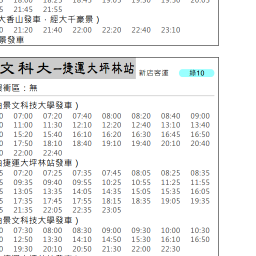 45 21:45 21:55
大香山發車，經大千豪景）
21:20 21:40 22:00 22:20 22:40 23:10
景發車
文科大--捷運大坪林站 新店客運 綠10
衝區：無
景文科技大學發車）
07:00 07:20 07:40 08:00 08:20 08:40 09:00
11:00 11:30 12:10 12:20 12:40 13:10 13:40
15:20 15:40 16:10 16:20 16:30 16:45 16:50
17:50 18:10 18:40 19:10 19:40 20:10 20:40
22:00 22:40
捷運大坪林站發車）
07:20 07:25 07:35 07:45 08:05 08:25 08:35
09:35 09:40 09:55 10:25 10:55 11:25 11:55
13:05 13:35 14:05 14:35 15:05 15:35 16:05
17:35 17:45 17:55 18:15 18:35 19:05 19:35
21:35 22:05 22:35 23:05
景文科技大學發車）
07:30 08:00 08:30 09:00 09:30 10:00 10:30
12:50 13:30 14:10 14:50 15:30 16:10 16:50
19:30 20:10 20:50 21:30 22:00 22:30